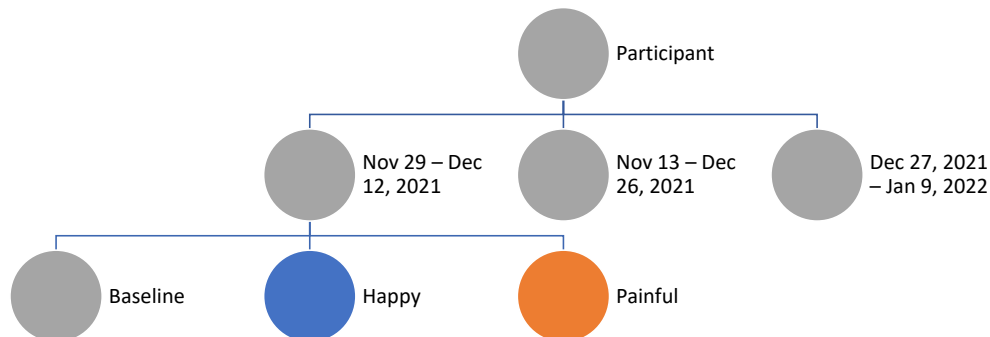 Participant
Nov 29 – Dec
12, 2021
Nov 13 – Dec
26, 2021
Dec 27, 2021
– Jan 9, 2022
Baseline
Happy
Painful